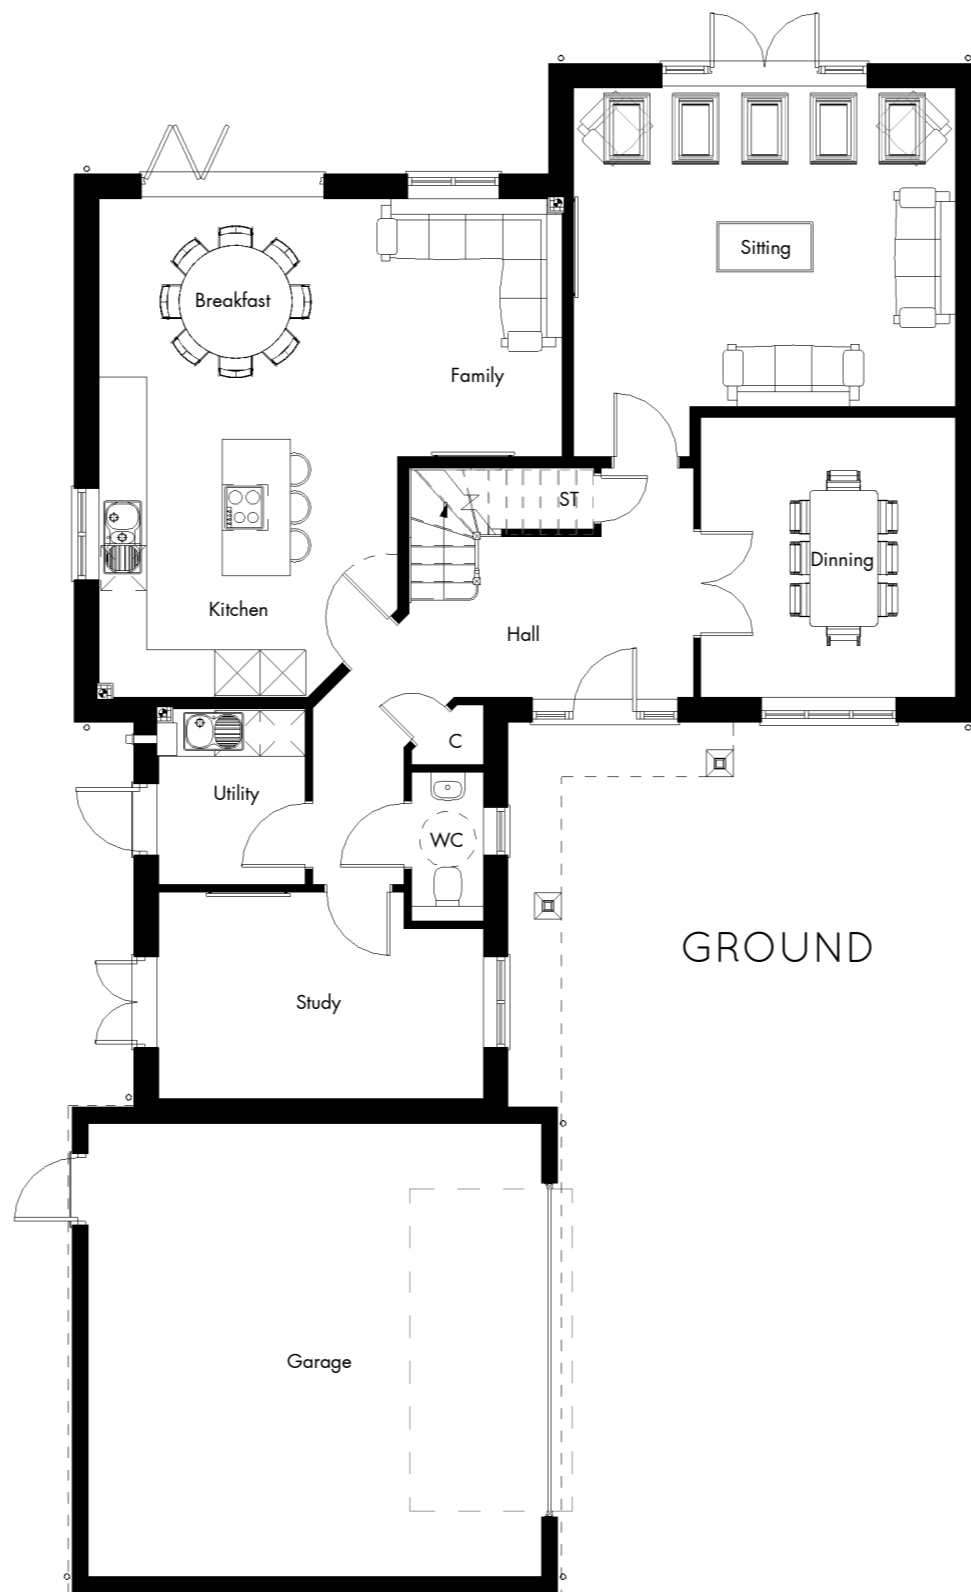 Sitting
Breakfast
Family
ST
Dinning
Kitchen
Hall
C
Utility
WC
GROUND
Study
Garage